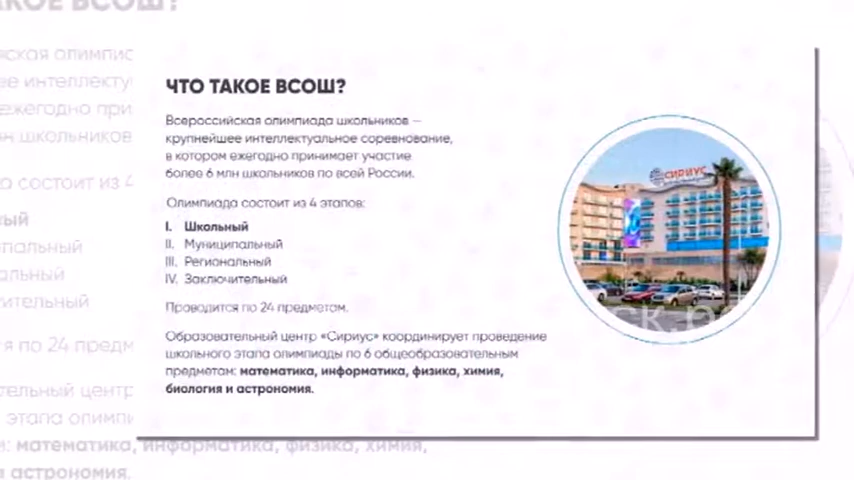 ЧТО ТАКОЕ ВСОШ?
Всероссийская олимпиада школьников —
крупнейшее интеллектуальное соревнование,
в котором ежегодно принимает участие
более 6 млн школьников по всей России.
Олимпиада состоит из 4 этапов:
I. Школьный
II. Муниципальный
III. Региональный
IV. Заключительный
Проводится по 24 предметам.
Образовательный центр «Сириус» координирует проведение
школьного этапа олимпиады по 6 общеобразовательным
предметам: математика, информатика, физика, химия,
биология и астрономия.
СИРИУС